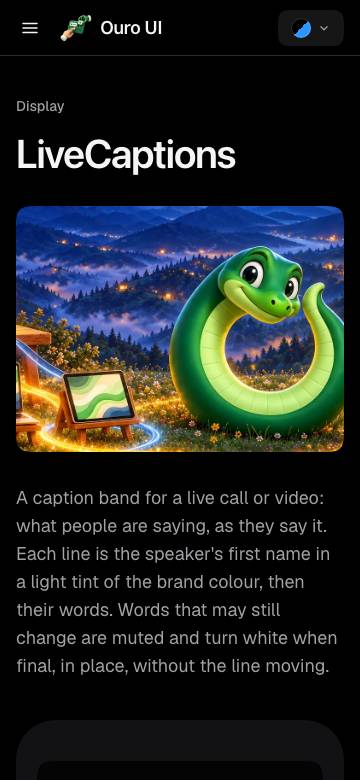 Ouro UI
Display
LiveCaptions
A caption band for a live call or video:
what people are saying, as they say it.
Each line is the speaker's first name in
a light tint of the brand colour, then
their words. Words that may still
change are muted and turn white when
final, in place, without the line moving.